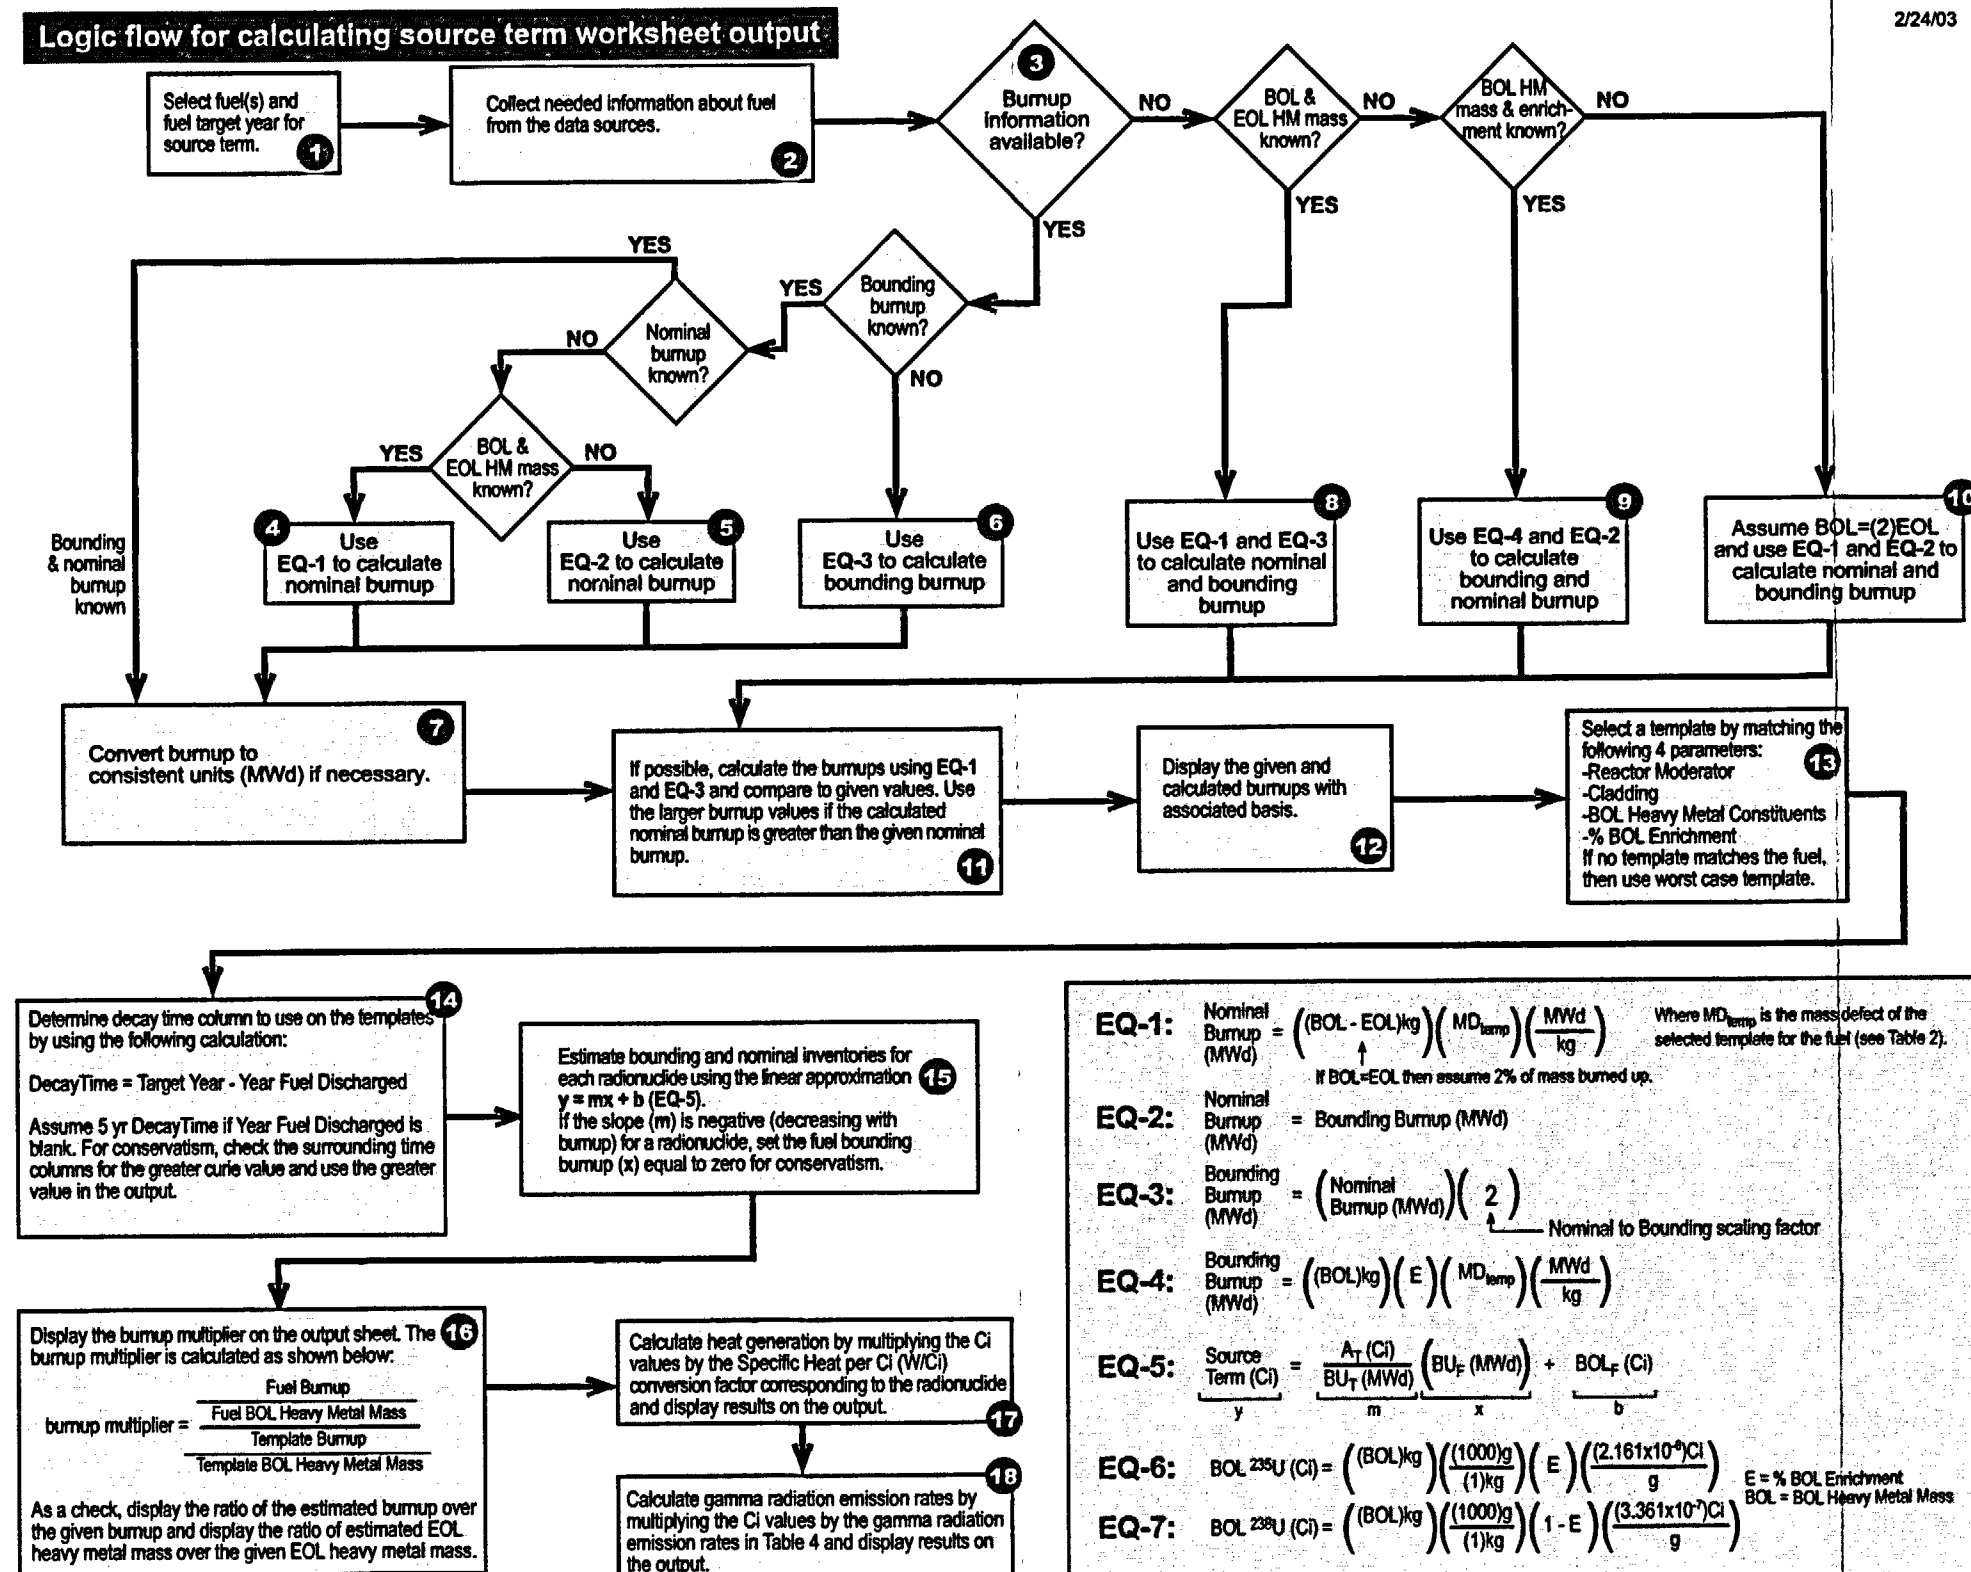 2/24/03
Logic flow for calculating source term worksheet output
Select fuel(s) and
fuel target year for
source term.
1
Collect needed information about fuel
from the data sources.
2
3
Burnup
information
available?
NO
BOL &
EOL HM mass
known?
NO
BOL HM
mass & enrich-
ment known?
NO
YES
YES
YES
Bounding
burnup
known?
YES
NO
Nominal
burnup
known?
YES
NO
BOL &
EOL HM mass
known?
YES
NO
Bounding
& nominal
burnup
known
4
Use
EQ-1 to calculate
nominal burnup
5
Use
EQ-2 to calculate
nominal burnup
6
Use
EQ-3 to calculate
bounding burnup
8
Use EQ-1 and EQ-3
to calculate nominal
and bounding
burnup
9
Use EQ-4 and EQ-2
to calculate
bounding and
nominal burnup
10
Assume BOL=(2)EOL
and use EQ-1 and EQ-2 to
calculate nominal and
bounding burnup
7
Convert burnup to
consistent units (MWd) if necessary.
If possible, calculate the burnups using EQ-1
and EQ-3 and compare to given values. Use
the larger burnup values if the calculated
nominal burnup is greater than the given nominal
burnup.
11
Display the given and
calculated burnups with
associated basis.
12
Select a template by matching the
following 4 parameters:
-Reactor Moderator
-Cladding
-BOL Heavy Metal Constituents
-% BOL Enrichment
If no template matches the fuel,
then use worst case template.
13
14
Determine decay time column to use on the templates
by using the following calculation:
DecayTime = Target Year - Year Fuel Discharged
Assume 5 yr DecayTime if Year Fuel Discharged is
blank. For conservatism, check the surrounding time
columns for the greater curie value and use the greater
value in the output.
Estimate bounding and nominal inventories for
each radionuclide using the linear approximation
y = mx + b (EQ-5).
If the slope (m) is negative (decreasing with
burnup) for a radionuclide, set the fuel bounding
burnup (x) equal to zero for conservatism.
15
Display the burnup multiplier on the output sheet. The
burnup multiplier is calculated as shown below:
16
Fuel Burnup
Fuel BOL Heavy Metal Mass
burnup multiplier =
Template Burnup
Template BOL Heavy Metal Mass
As a check, display the ratio of the estimated burnup over
the given burnup and display the ratio of estimated EOL
heavy metal mass over the given EOL heavy metal mass.
Calculate heat generation by multiplying the Ci
values by the Specific Heat per Ci (W/Ci)
conversion factor corresponding to the radionuclide
and display results on the output.
17
18
Calculate gamma radiation emission rates by
multiplying the Ci values by the gamma radiation
emission rates in Table 4 and display results on
the output.
EQ-1: Nominal Burnup (MWd) = ((BOL - EOL)kg)(MDtemp)(MWd/kg)
Where MDtemp is the mass defect of the
selected template for the fuel (see Table 2).
If BOL=EOL then assume 2% of mass burned up.
EQ-2: Nominal Burnup (MWd) = Bounding Burnup (MWd)
EQ-3: Bounding Burnup (MWd) = (Nominal Burnup (MWd))(2)
Nominal to Bounding scaling factor
EQ-4: Bounding Burnup (MWd) = ((BOL)kg)(E)(MDtemp)(MWd/kg)
EQ-5: Source Term (Ci) = AT (Ci)/BUT (MWd) (BUF (MWd)) + BOLF (Ci)
y m x b
EQ-6: BOL 235U (Ci) = ((BOL)kg)((1000)g/(1)kg)(E)((2.161x10-6)Ci/g)
E = % BOL Enrichment
BOL = BOL Heavy Metal Mass
EQ-7: BOL 238U (Ci) = ((BOL)kg)((1000)g/(1)kg)(1 - E)((3.361x10-7)Ci/g)